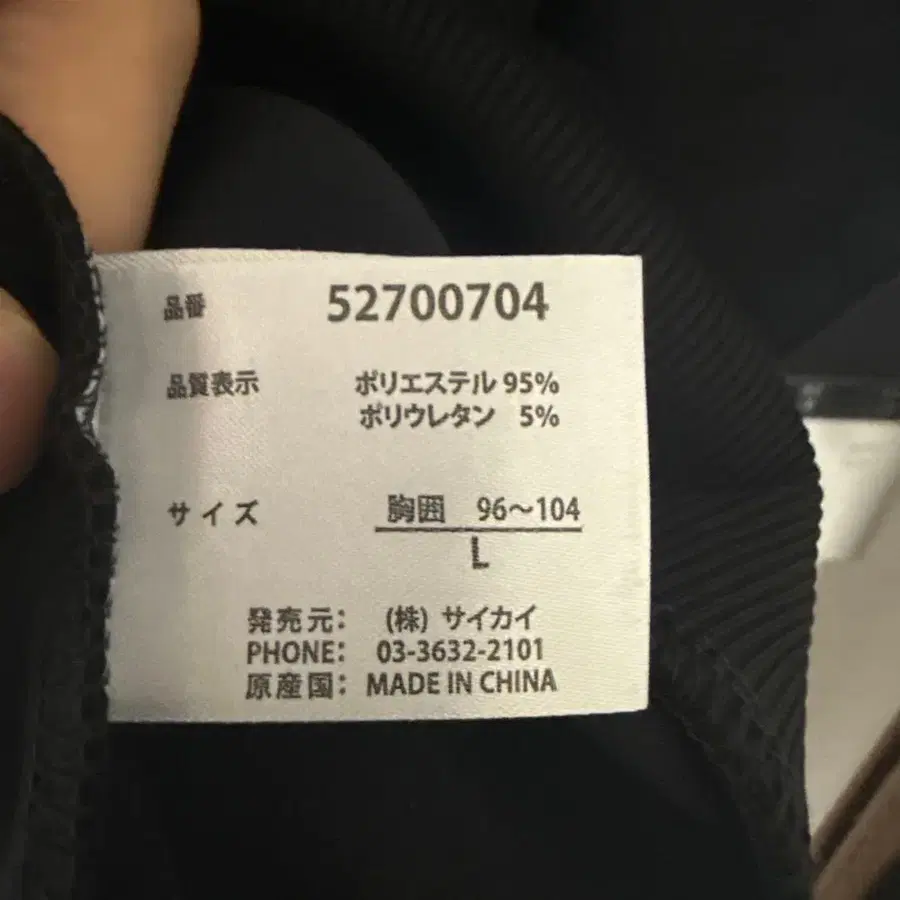 品番 52700704
品質表示 ポリエステル 95%
ポリウレタン 5%
サイズ 胸囲 96～104
L
発売元: (株) サイカイ
PHONE: 03-3632-2101
原産国: MADE IN CHINA